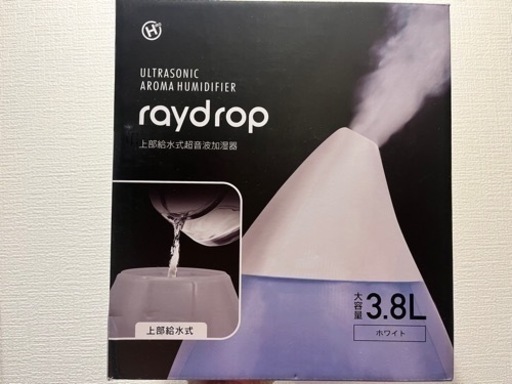 H
ULTRASONIC
AROMA HUMIDIFIER
raydrop
上部給水式超音波加湿器
上部給水式
大容量 3.8L
ホワイト